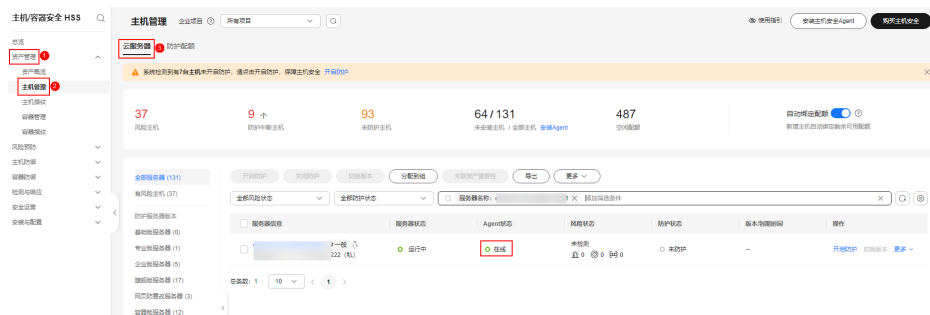 主机/容器安全 HSS
主机管理 企业项目 所有项目
使用指引 安装主机安全Agent 购买主机安全
总览
资产管理 1
资产概览
主机管理 2
主机指纹
容器管理
容器指纹
风险预防
主机防御
容器防御
检测与响应
安全运营
安装与配置
云服务器 3 防护配额
系统检测到有7台主机未开启防护，请点击开启防护，保障主机安全 开启防护
37
风险主机
9
防护中断主机
93
未防护主机
64 / 131
未安装主机 / 全部主机 安装Agent
487
空闲配额
自动绑定配额
新增主机自动绑定剩余可用配额
全部服务器 (131)
有风险主机 (37)
防护服务器版本
基础版服务器 (0)
专业版服务器 (1)
企业版服务器 (5)
旗舰版服务器 (17)
网页防篡改服务器 (3)
容器版服务器 (12)
开启防护 关闭防护 切换版本 分配到组 关联资产重要性 导出 更多
全部风险状态 全部防护状态 服务器名称: 添加筛选条件
服务器信息 服务器状态 Agent状态 风险状态 防护状态 版本/到期时间 操作
一般
222 (私)
运行中 在线 未检测
0 0 0
未防护 -- 开启防护 切换版本 更多
总条数: 1 10 1